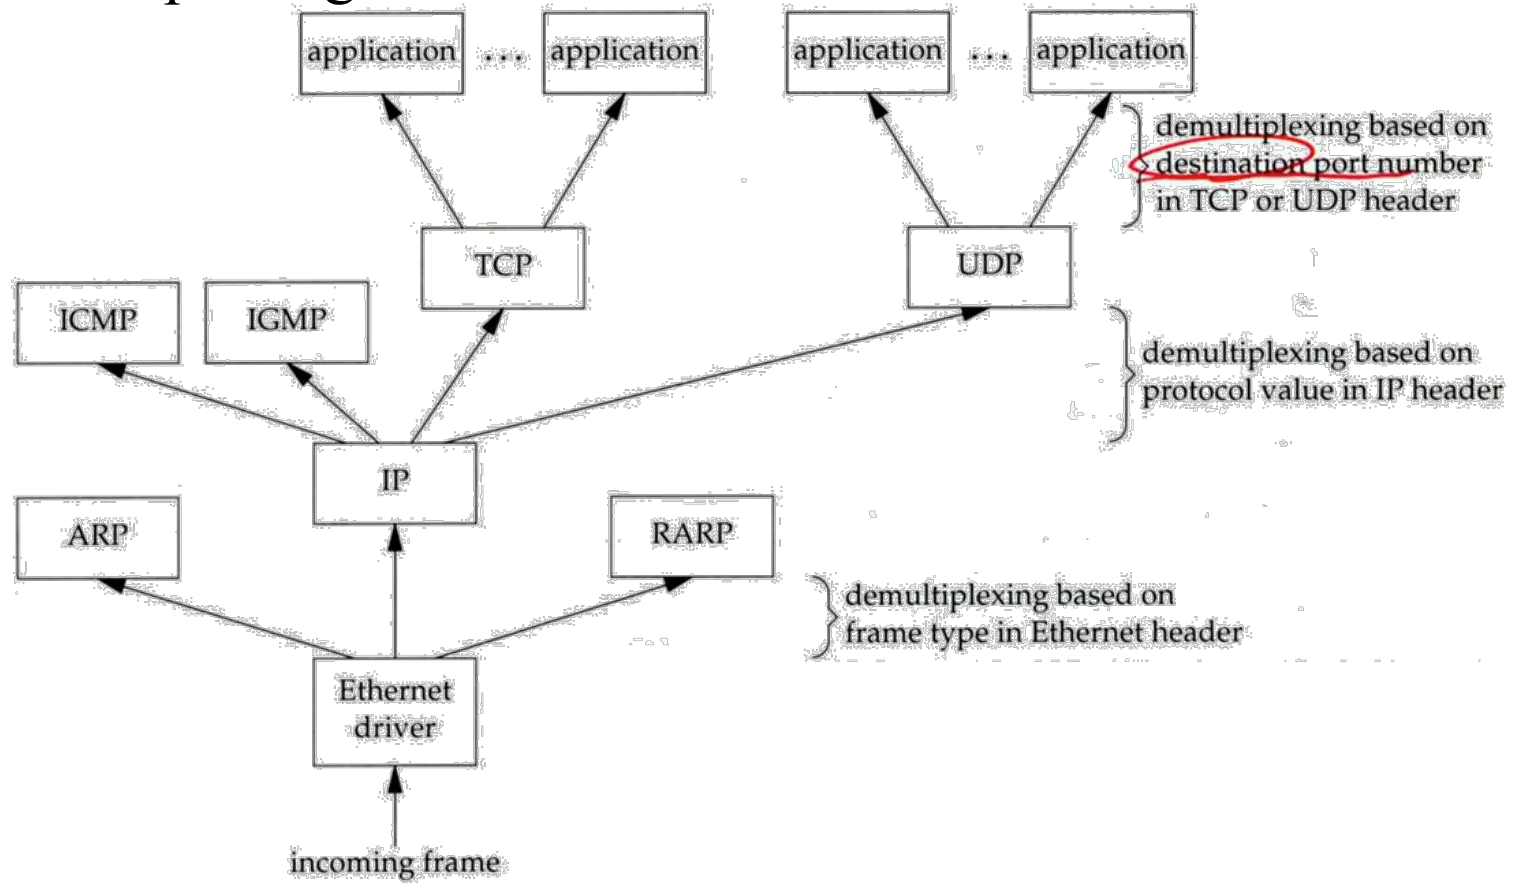 application ... application application ... application
demultiplexing based on
destination port number
in TCP or UDP header
TCP UDP
ICMP IGMP
demultiplexing based on
protocol value in IP header
IP
ARP RARP
demultiplexing based on
frame type in Ethernet header
Ethernet
driver
incoming frame